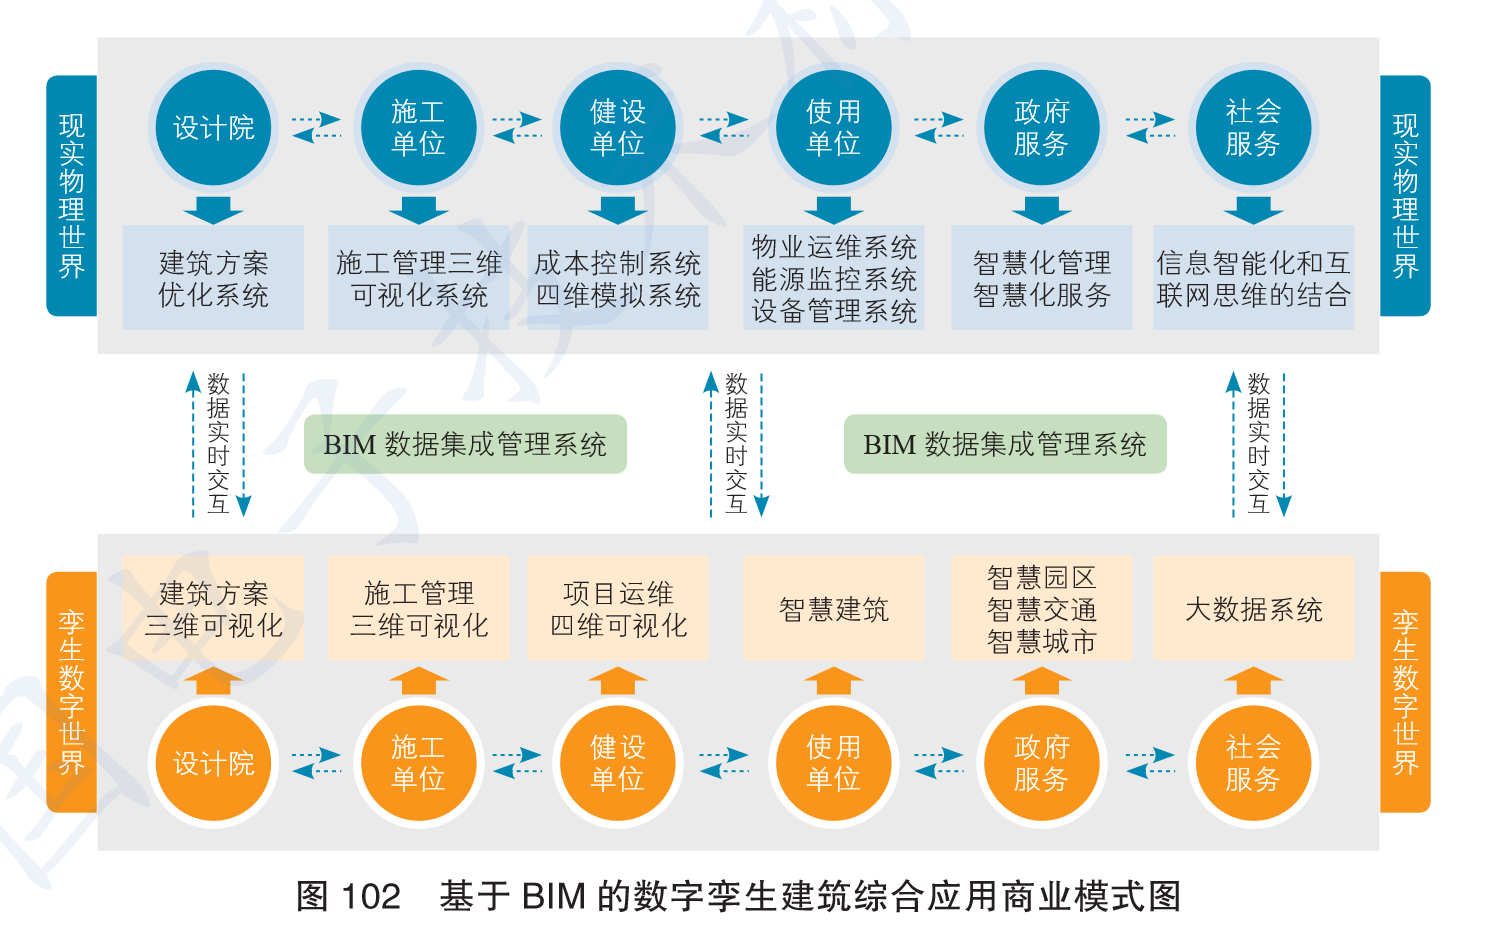 现实物理世界
设计院
施工
单位
健设
单位
使用
单位
政府
服务
社会
服务
现实物理世界
建筑方案
优化系统
施工管理三维
可视化系统
成本控制系统
四维模拟系统
物业运维系统
能源监控系统
设备管理系统
智慧化管理
智慧化服务
信息智能化和互
联网思维的结合
数据实时交互
BIM 数据集成管理系统
数据实时交互
BIM 数据集成管理系统
数据实时交互
孪生数字世界
建筑方案
三维可视化
施工管理
三维可视化
项目运维
四维可视化
智慧建筑
智慧园区
智慧交通
智慧城市
大数据系统
孪生数字世界
设计院
施工
单位
健设
单位
使用
单位
政府
服务
社会
服务
图 102 基于 BIM 的数字孪生建筑综合应用商业模式图